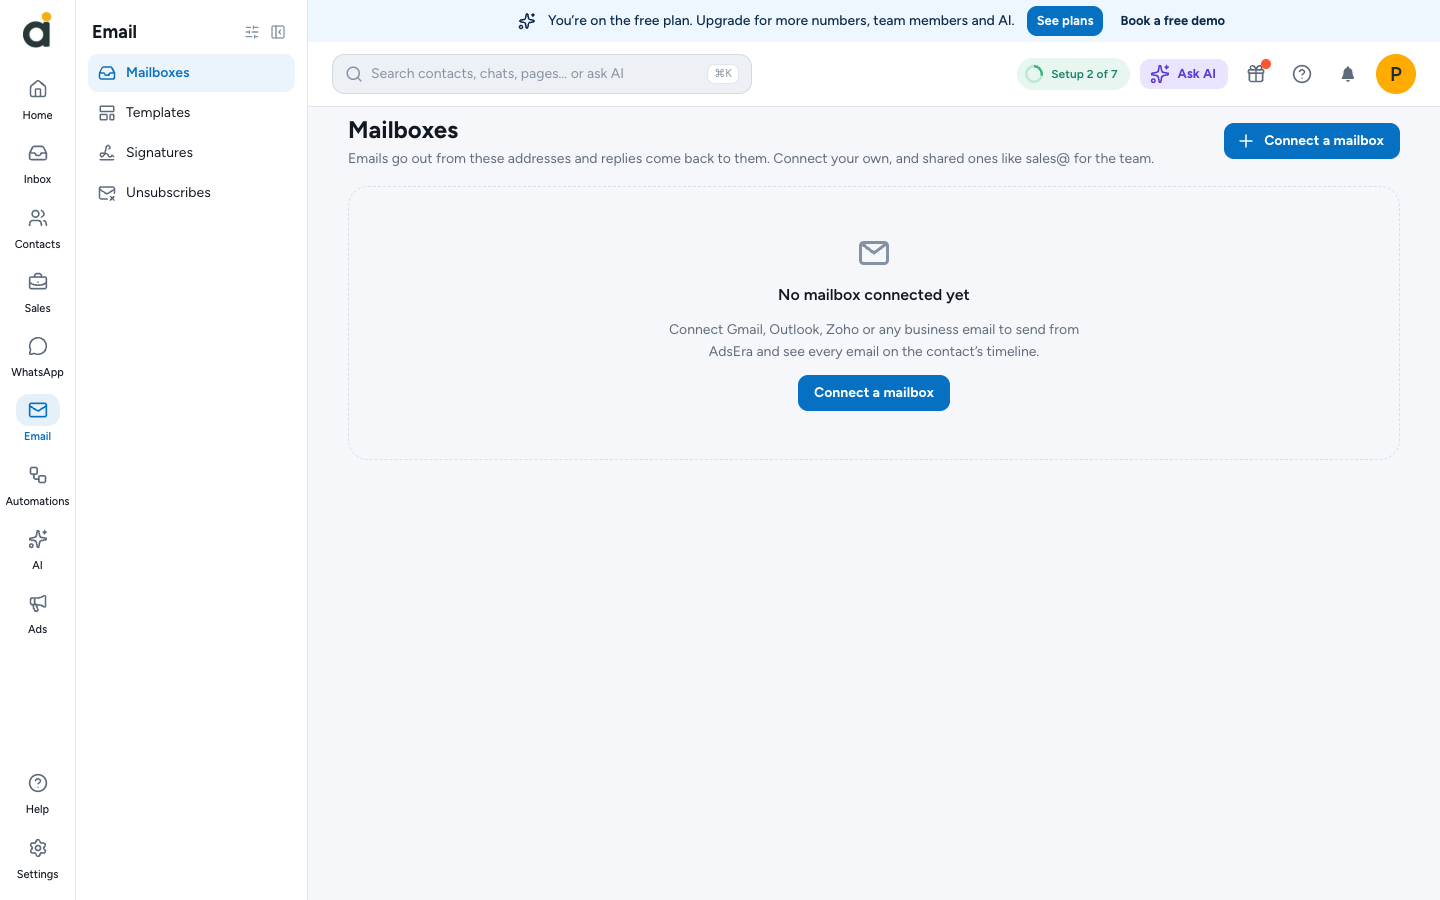 You're on the free plan. Upgrade for more numbers, team members and AI.
See plans
Book a free demo
Email
Search contacts, chats, pages... or ask AI
⌘K
Setup 2 of 7
Ask AI
P
Home
Inbox
Contacts
Sales
WhatsApp
Email
Automations
AI
Ads
Help
Settings
Mailboxes
Templates
Signatures
Unsubscribes
Mailboxes
Emails go out from these addresses and replies come back to them. Connect your own, and shared ones like sales@ for the team.
Connect a mailbox
No mailbox connected yet
Connect Gmail, Outlook, Zoho or any business email to send from
AdsEra and see every email on the contact's timeline.
Connect a mailbox